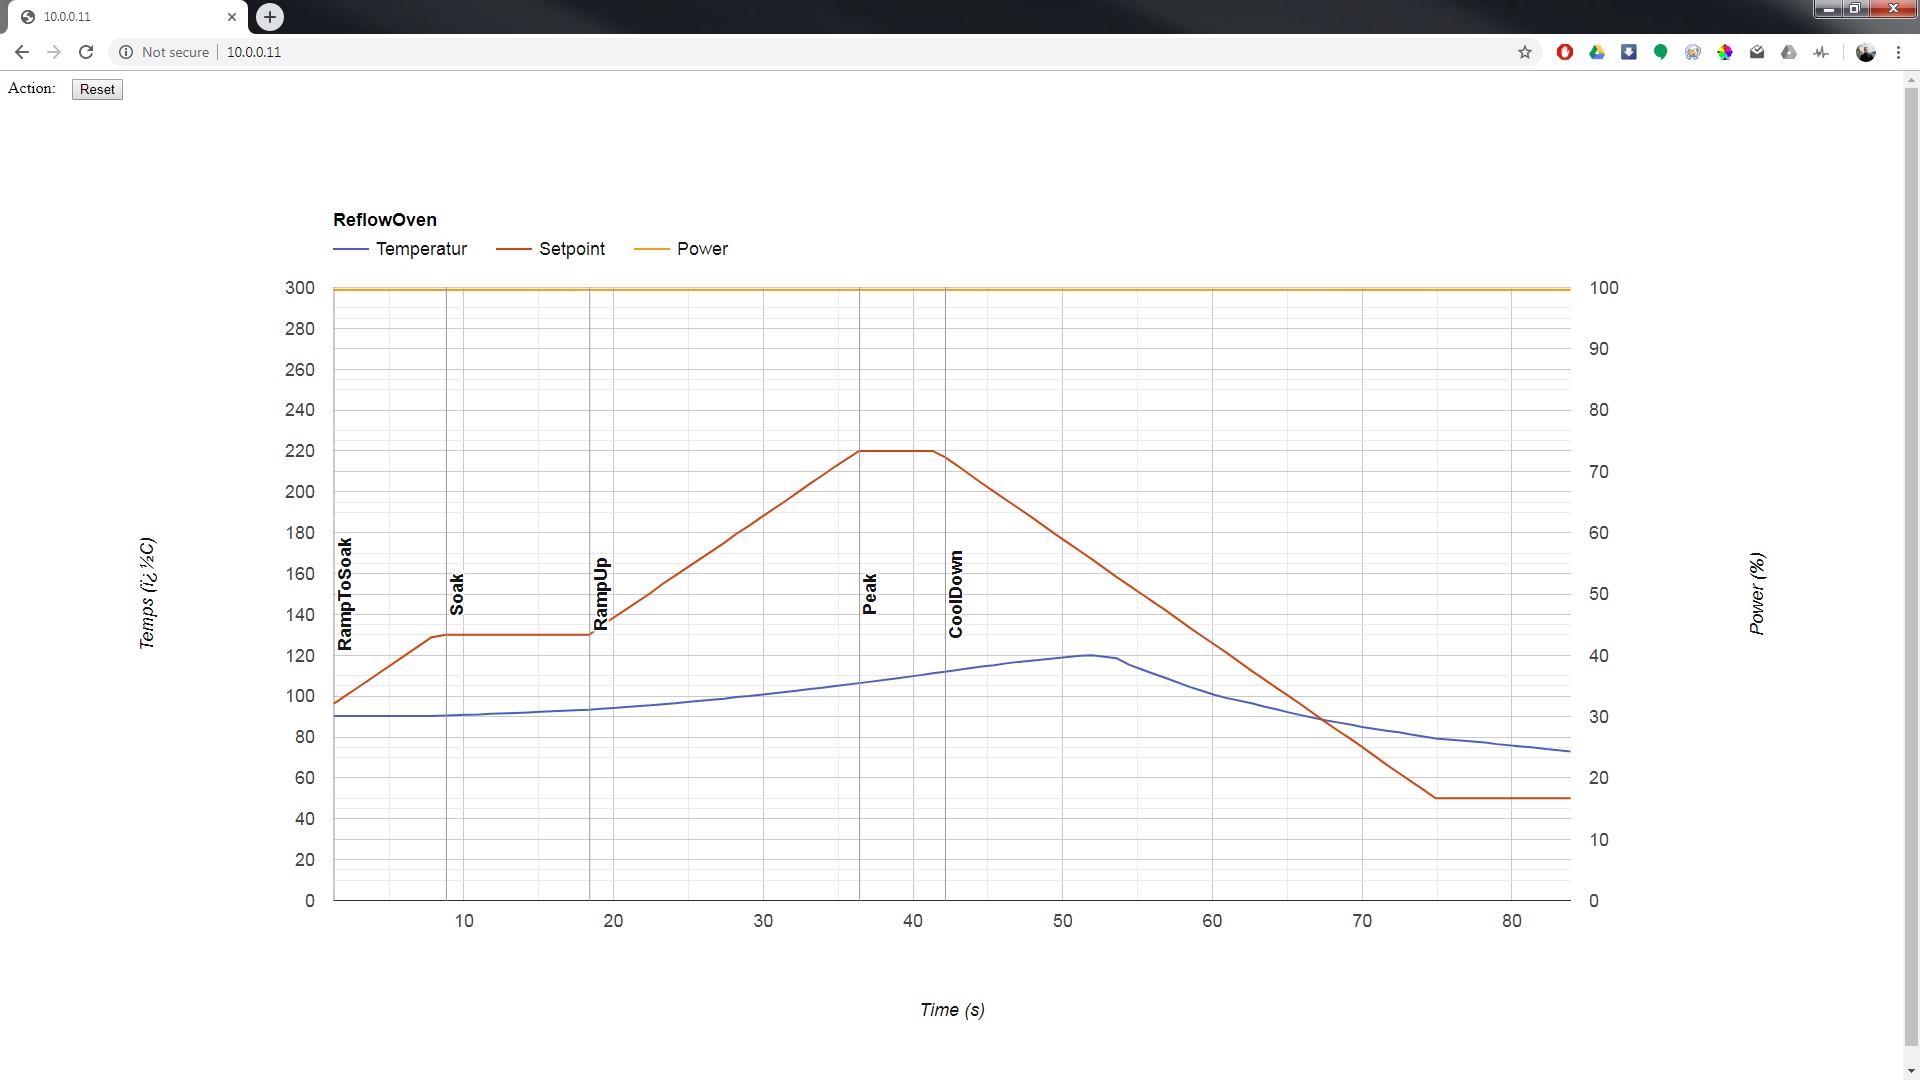 10.0.0.11
Not secure 10.0.0.11
Action: Reset
ReflowOven
Temperatur Setpoint Power
300
280
260
240
220
200
180
160
140
120
100
80
60
40
20
0
100
90
80
70
60
50
40
30
20
10
0
Temps (ï¿½C)
RampToSoak
Soak
RampUp
Peak
CoolDown
Power (%)
10 20 30 40 50 60 70 80
Time (s)